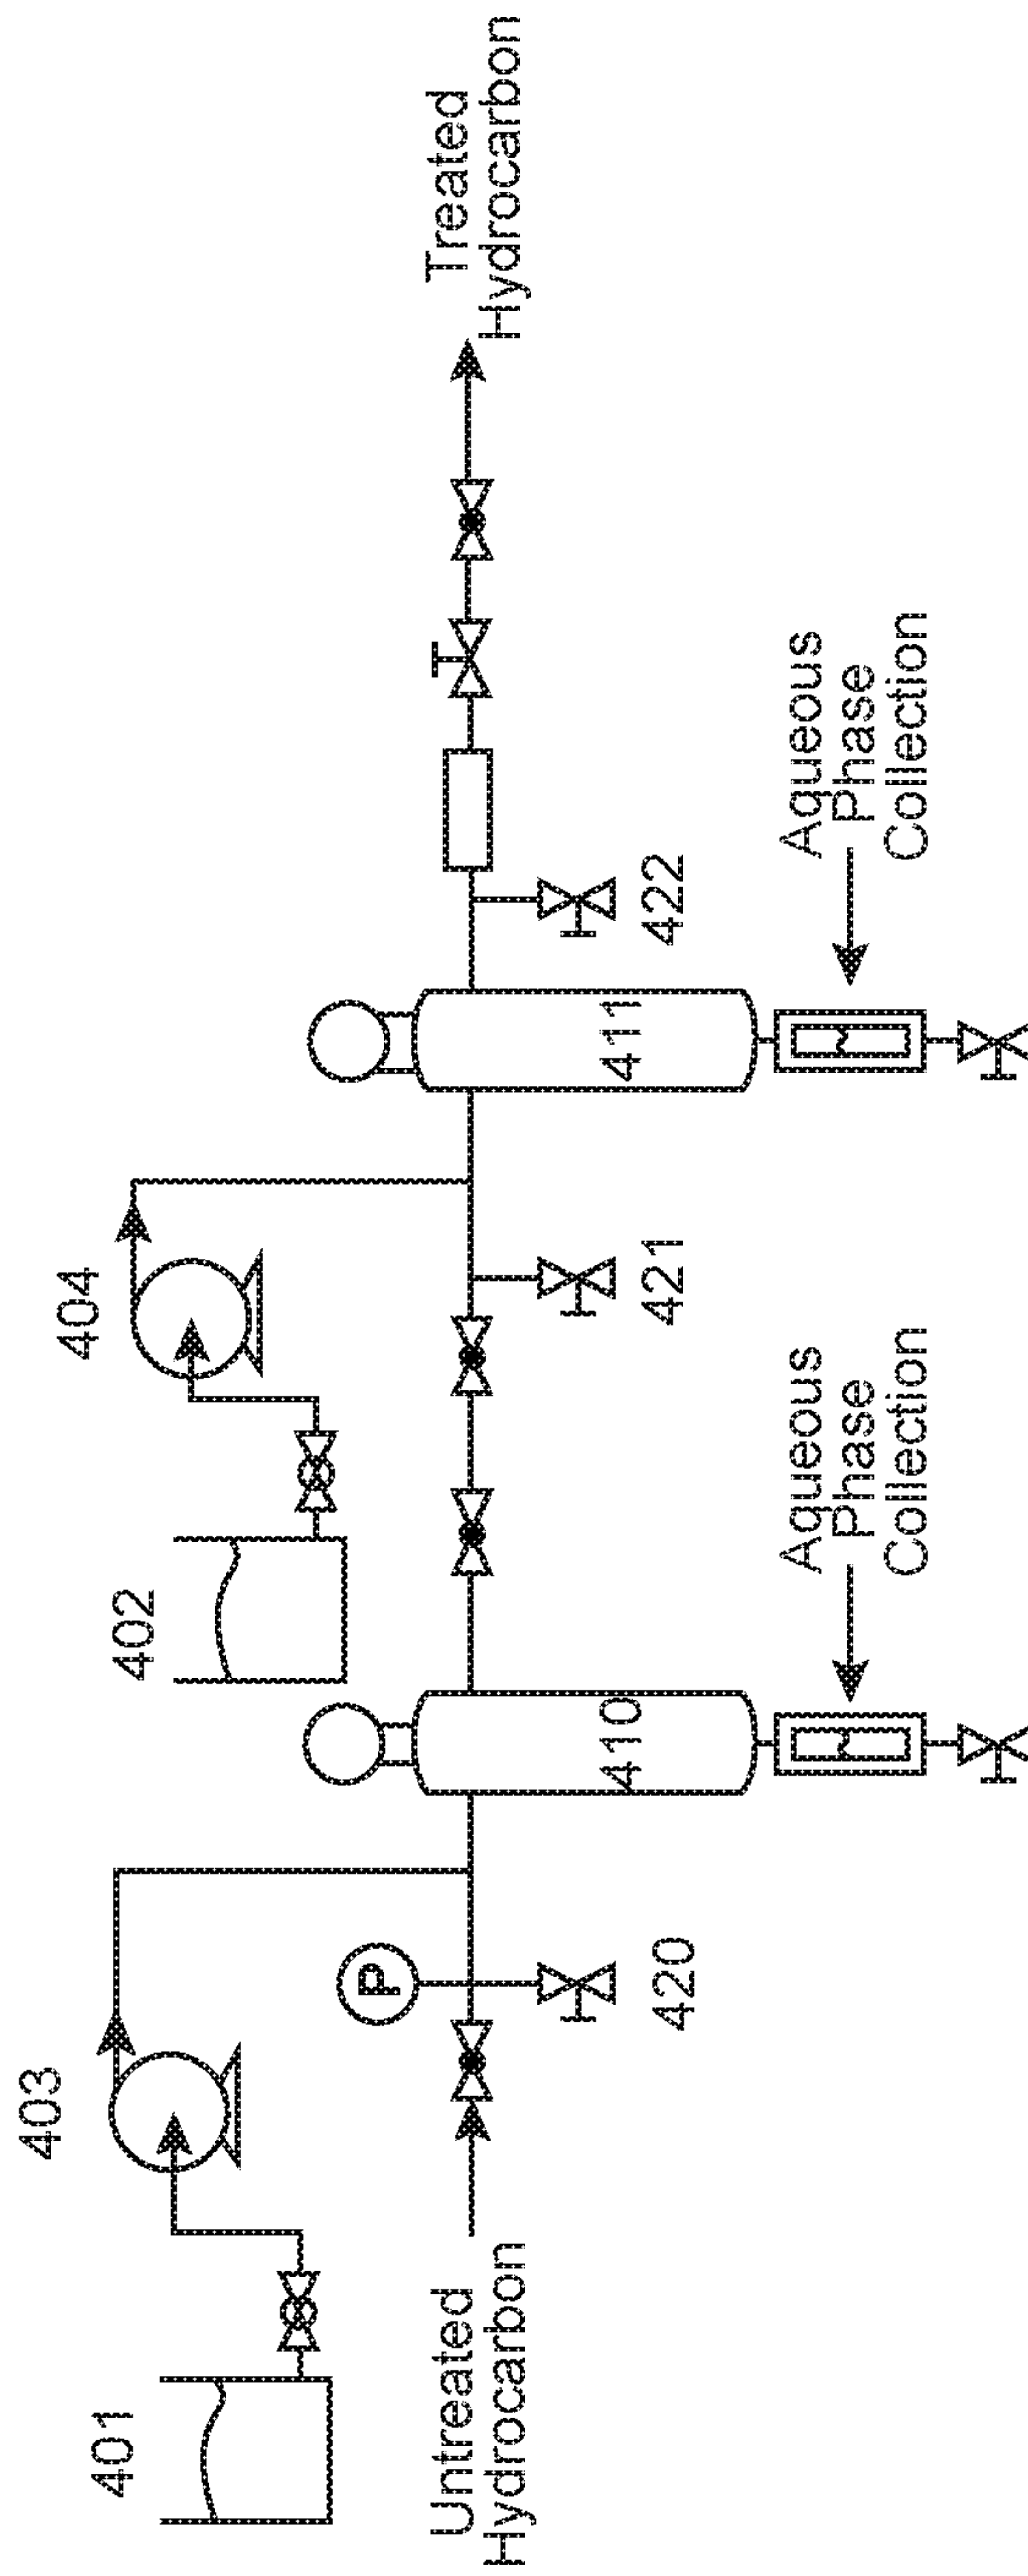 401
403
Untreated
Hydrocarbon
P
420
402
404
410
Aqueous
Phase
Collection
421
411
Aqueous
Phase
Collection
422
Treated
Hydrocarbon